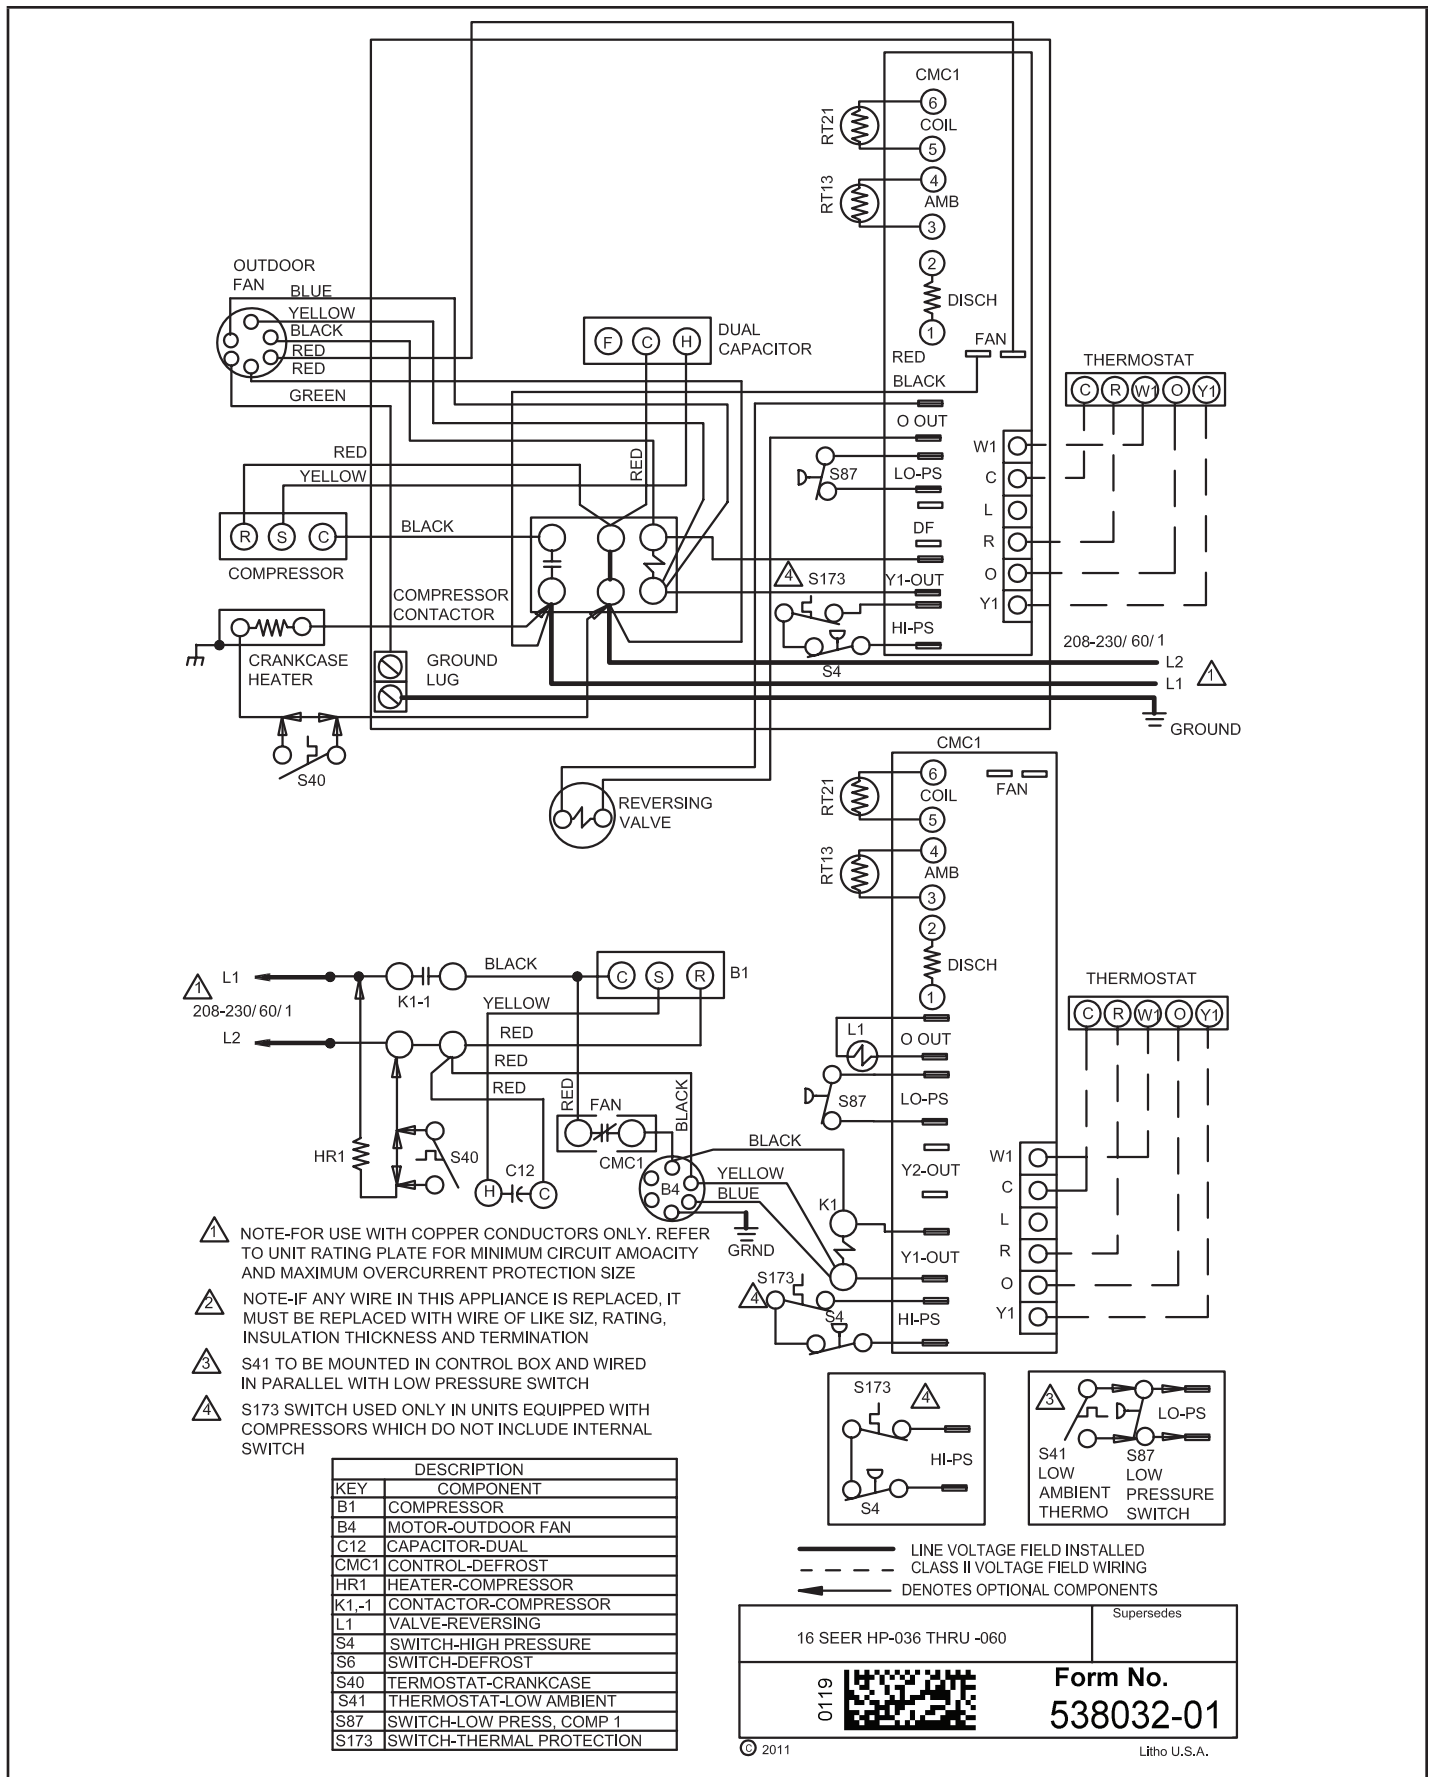 CMC1
6
COIL
5
RT21
4
AMB
3
RT13
2
DISCH
1
FAN
OUTDOOR
FAN
BLUE
YELLOW
BLACK
RED
RED
GREEN
F C H
DUAL
CAPACITOR
RED
BLACK
THERMOSTAT
C R W1 O Y1
O OUT
S87
LO-PS
DF
Y1-OUT
HI-PS
W1
C
L
R
O
Y1
RED
YELLOW
RED
BLACK
R S C
COMPRESSOR
COMPRESSOR
CONTACTOR
4 S173
S4
CRANKCASE
HEATER
GROUND
LUG
208-230/ 60/ 1
L2
L1
1
GROUND
S40
REVERSING
VALVE
CMC1
6
COIL
5
RT21
FAN
4
AMB
3
RT13
2
DISCH
1
1
L1
208-230/ 60/ 1
L2
K1-1
BLACK
C S R
B1
YELLOW
RED
RED
RED
RED
BLACK
FAN
CMC1
HR1
S40
H C12 C
B4
BLACK
YELLOW
BLUE
GRND
K1
L1
O OUT
S87
LO-PS
Y2-OUT
Y1-OUT
HI-PS
4
S173
S4
THERMOSTAT
C R W1 O Y1
W1
C
L
R
O
Y1
1 NOTE-FOR USE WITH COPPER CONDUCTORS ONLY. REFER
TO UNIT RATING PLATE FOR MINIMUM CIRCUIT AMOACITY
AND MAXIMUM OVERCURRENT PROTECTION SIZE
2 NOTE-IF ANY WIRE IN THIS APPLIANCE IS REPLACED, IT
MUST BE REPLACED WITH WIRE OF LIKE SIZ, RATING,
INSULATION THICKNESS AND TERMINATION
3 S41 TO BE MOUNTED IN CONTROL BOX AND WIRED
IN PARALLEL WITH LOW PRESSURE SWITCH
4 S173 SWITCH USED ONLY IN UNITS EQUIPPED WITH
COMPRESSORS WHICH DO NOT INCLUDE INTERNAL
SWITCH
S173 4
HI-PS
S4
3
LO-PS
S41
LOW
AMBIENT
THERMO
S87
LOW
PRESSURE
SWITCH
DESCRIPTION
KEY COMPONENT
B1 COMPRESSOR
B4 MOTOR-OUTDOOR FAN
C12 CAPACITOR-DUAL
CMC1 CONTROL-DEFROST
HR1 HEATER-COMPRESSOR
K1,-1 CONTACTOR-COMPRESSOR
L1 VALVE-REVERSING
S4 SWITCH-HIGH PRESSURE
S6 SWITCH-DEFROST
S40 TERMOSTAT-CRANKCASE
S41 THERMOSTAT-LOW AMBIENT
S87 SWITCH-LOW PRESS, COMP 1
S173 SWITCH-THERMAL PROTECTION
LINE VOLTAGE FIELD INSTALLED
CLASS II VOLTAGE FIELD WIRING
DENOTES OPTIONAL COMPONENTS
16 SEER HP-036 THRU -060
Supersedes
0119
Form No.
538032-01
© 2011
Litho U.S.A.